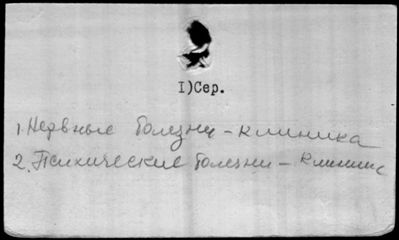 I)Сер.
1. Нервные болезни - клиника
2. Психические болезни - клиника